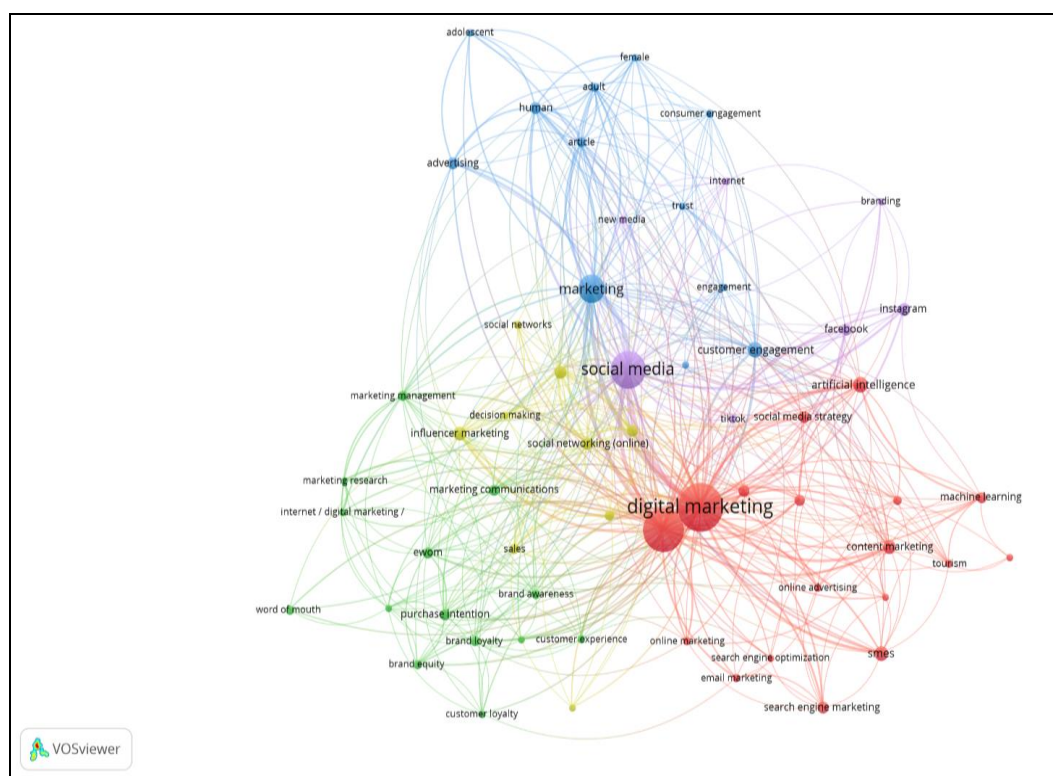 adolescent
female
adult
human
consumer engagement
article
advertising
internet
branding
trust
new media
marketing
engagement
instagram
social networks
facebook
customer engagement
social media
artificial intelligence
marketing management
decision making
tiktok
social media strategy
influencer marketing
social networking (online)
marketing research
marketing communications
machine learning
digital marketing
internet / digital marketing /
ewom
sales
content marketing
tourism
online advertising
brand awareness
word of mouth
purchase intention
brand loyalty
customer experience
online marketing
smes
search engine optimization
brand equity
email marketing
search engine marketing
customer loyalty
VOSviewer